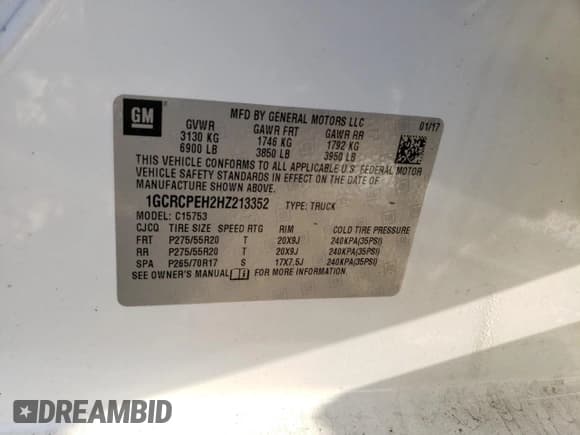 GM
MFD BY GENERAL MOTORS LLC
01/17
GVWR GAWR FRT GAWR RR
3130 KG 1746 KG 1792 KG
6900 LB 3850 LB 3950 LB
THIS VEHICLE CONFORMS TO ALL APPLICABLE U.S. FEDERAL MOTOR
VEHICLE SAFETY STANDARDS IN EFFECT ON THE DATE OF
MANUFACTURE SHOWN ABOVE.
1GCRCPEH2HZ213352 TYPE: TRUCK
MODEL: C15753
CJCQ TIRE SIZE SPEED RTG RIM COLD TIRE PRESSURE
FRT P275/55R20 T 20X9J 240KPA(35PSI)
RR P275/55R20 T 20X9J 240KPA(35PSI)
SPA P265/70R17 S 17X7.5J 240KPA(35PSI)
SEE OWNER'S MANUAL FOR MORE INFORMATION.
DREAMBID